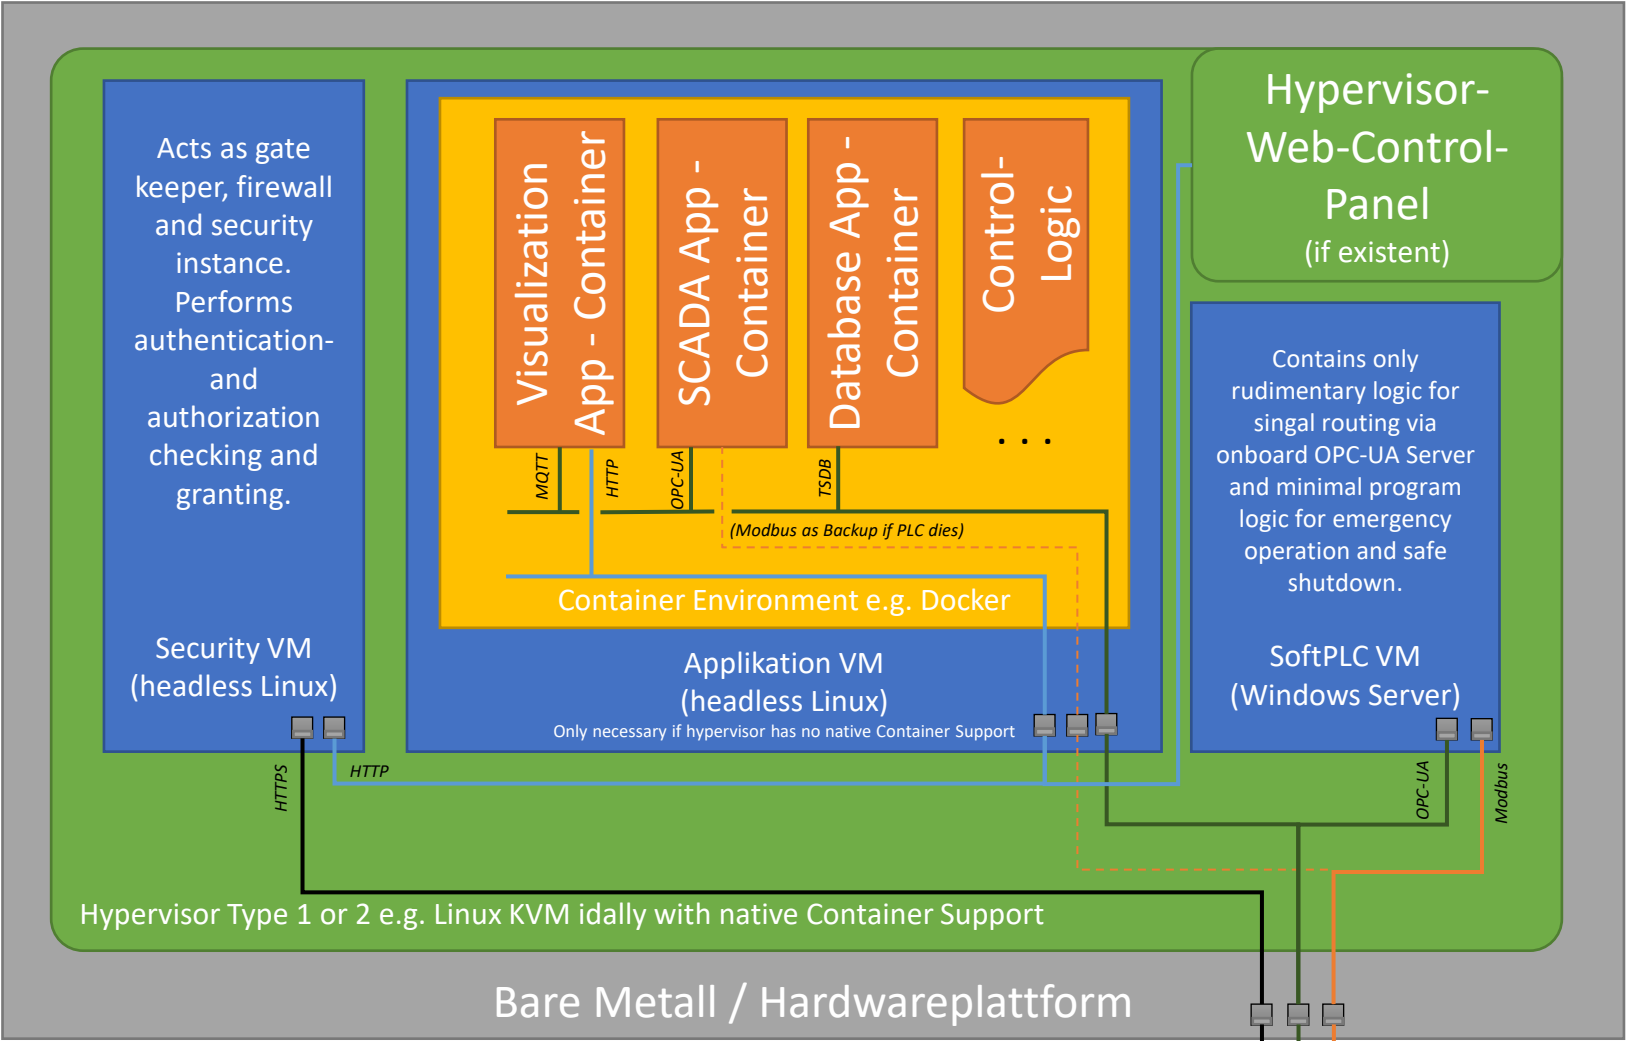 Acts as gate
keeper, firewall
and security
instance.
Performs
authentication-
and
authorization
checking and
granting.
Security VM
(headless Linux)
Visualization
App - Container
SCADA App -
Container
Database App -
Container
Control-
Logic
. . .
MQTT
HTTP
OPC-UA
TSDB
(Modbus as Backup if PLC dies)
Container Environment e.g. Docker
Applikation VM
(headless Linux)
Only necessary if hypervisor has no native Container Support
Hypervisor-
Web-Control-
Panel
(if existent)
Contains only
rudimentary logic for
singal routing via
onboard OPC-UA Server
and minimal program
logic for emergency
operation and safe
shutdown.
SoftPLC VM
(Windows Server)
HTTPS
HTTP
OPC-UA
Modbus
Hypervisor Type 1 or 2 e.g. Linux KVM idally with native Container Support
Bare Metall / Hardwareplattform